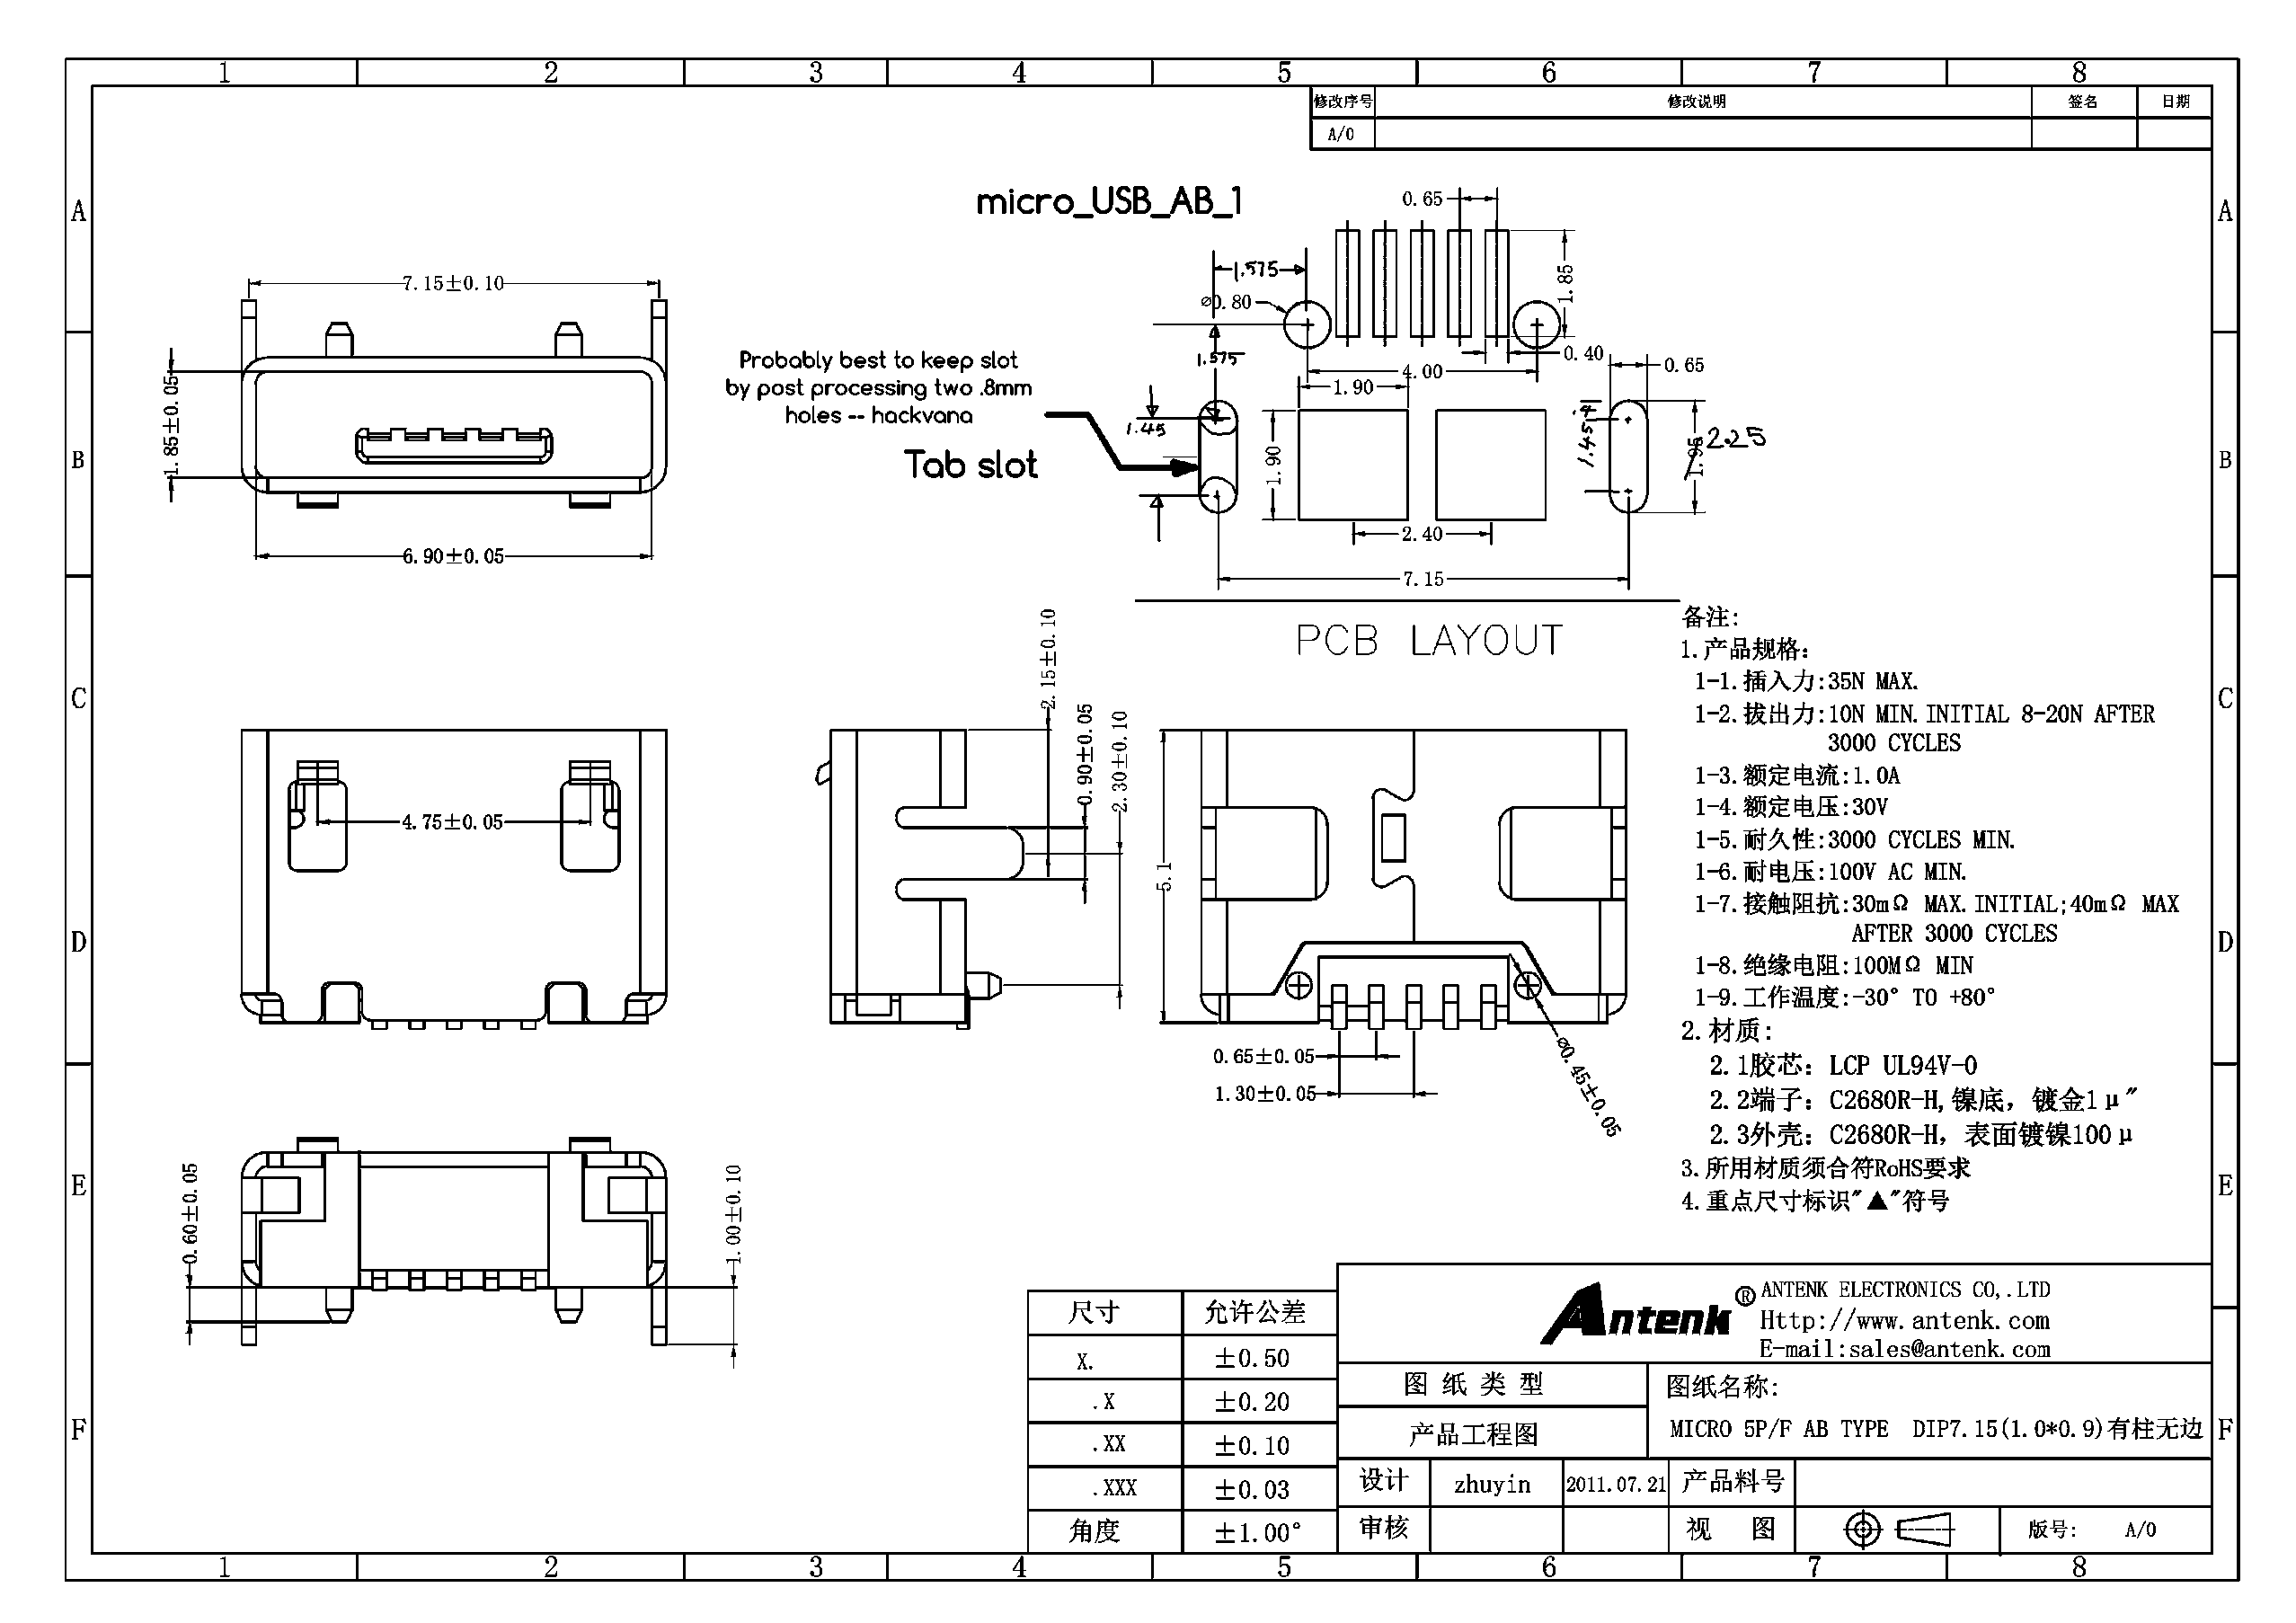 1 2 3 4 5 6 7 8
修改序号 修改说明 签名 日期
A/0
A A
B B
C C
D D
E E
F F
micro_USB_AB_1
0.65
1.575
ø0.80
1.85
1.575
0.40
4.00
0.65
1.90
1.45
1.90
.4
1.45
1.95
2.25
2.40
7.15
Probably best to keep slot
by post processing two .8mm
holes -- hackvana
Tab slot
PCB LAYOUT
7.15±0.10
1.85±0.05
6.90±0.05
4.75±0.05
2.15±0.10
0.90±0.05
2.30±0.10
5.1
0.65±0.05
1.30±0.05
ø0.45±0.05
0.60±0.05
1.00±0.10
备注:
1.产品规格:
1-1.插入力:35N MAX.
1-2.拔出力:10N MIN.INITIAL 8-20N AFTER
3000 CYCLES
1-3.额定电流:1.0A
1-4.额定电压:30V
1-5.耐久性:3000 CYCLES MIN.
1-6.耐电压:100V AC MIN.
1-7.接触阻抗:30mΩ MAX.INITIAL;40mΩ MAX
AFTER 3000 CYCLES
1-8.绝缘电阻:100MΩ MIN
1-9.工作温度:-30° TO +80°
2.材质:
2.1胶芯: LCP UL94V-0
2.2端子: C2680R-H,镍底, 镀金1μ"
2.3外壳: C2680R-H, 表面镀镍100μ
3.所用材质须合符RoHS要求
4.重点尺寸标识"▲"符号
尺寸 允许公差
X. ±0.50
.X ±0.20
.XX ±0.10
.XXX ±0.03
角度 ±1.00°
Antenk ®
ANTENK ELECTRONICS CO,.LTD
Http://www.antenk.com
E-mail:sales@antenk.com
图纸类型
产品工程图
图纸名称:
MICRO 5P/F AB TYPE DIP7.15(1.0*0.9)有柱无边
设计 zhuyin 2011.07.21 产品料号
审核 视 图 版号: A/0
1 2 3 4 5 6 7 8